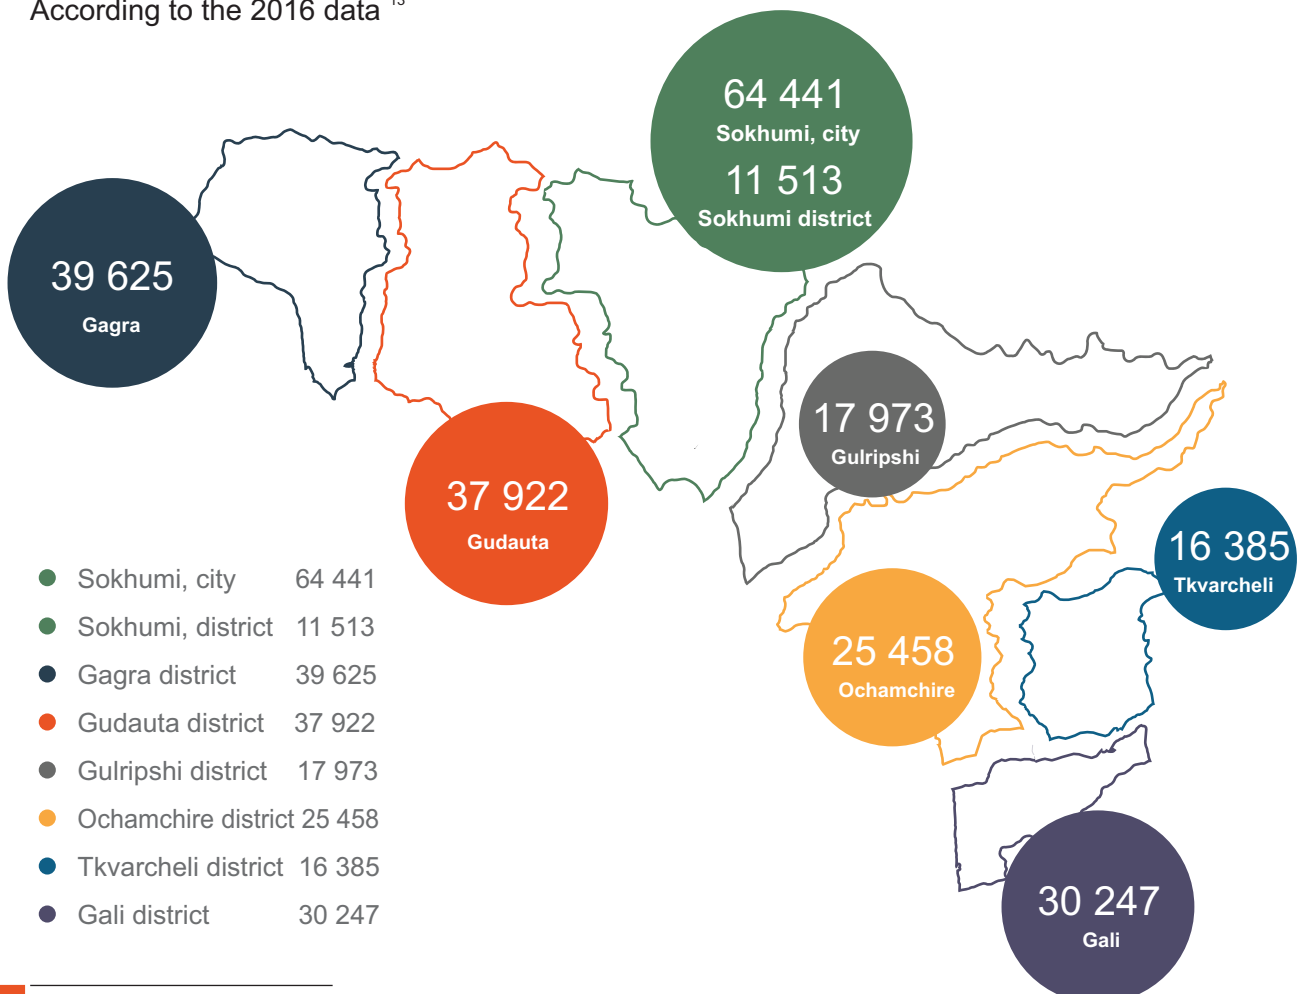 According to the 2016 data 13
64 441
Sokhumi, city
11 513
Sokhumi district
39 625
Gagra
17 973
Gulripshi
37 922
Gudauta
16 385
Tkvarcheli
25 458
Ochamchire
30 247
Gali
Sokhumi, city 64 441
Sokhumi, district 11 513
Gagra district 39 625
Gudauta district 37 922
Gulripshi district 17 973
Ochamchire district 25 458
Tkvarcheli district 16 385
Gali district 30 247